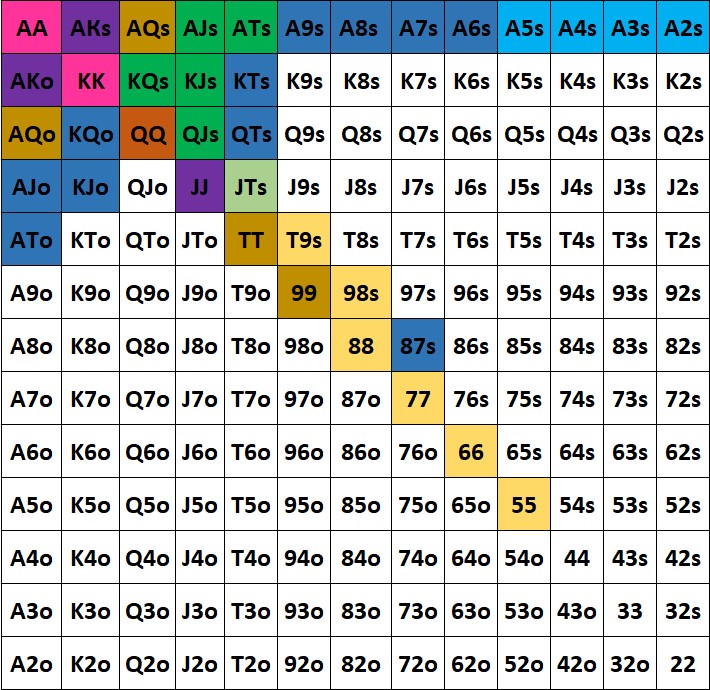 AA AKs AQs AJs ATs A9s A8s A7s A6s A5s A4s A3s A2s
AKo KK KQs KJs KTs K9s K8s K7s K6s K5s K4s K3s K2s
AQo KQo QQ QJs QTs Q9s Q8s Q7s Q6s Q5s Q4s Q3s Q2s
AJo KJo QJo JJ JTs J9s J8s J7s J6s J5s J4s J3s J2s
ATo KTo QTo JTo TT T9s T8s T7s T6s T5s T4s T3s T2s
A9o K9o Q9o J9o T9o 99 98s 97s 96s 95s 94s 93s 92s
A8o K8o Q8o J8o T8o 98o 88 87s 86s 85s 84s 83s 82s
A7o K7o Q7o J7o T7o 97o 87o 77 76s 75s 74s 73s 72s
A6o K6o Q6o J6o T6o 96o 86o 76o 66 65s 64s 63s 62s
A5o K5o Q5o J5o T5o 95o 85o 75o 65o 55 54s 53s 52s
A4o K4o Q4o J4o T4o 94o 84o 74o 64o 54o 44 43s 42s
A3o K3o Q3o J3o T3o 93o 83o 73o 63o 53o 43o 33 32s
A2o K2o Q2o J2o T2o 92o 82o 72o 62o 52o 42o 32o 22